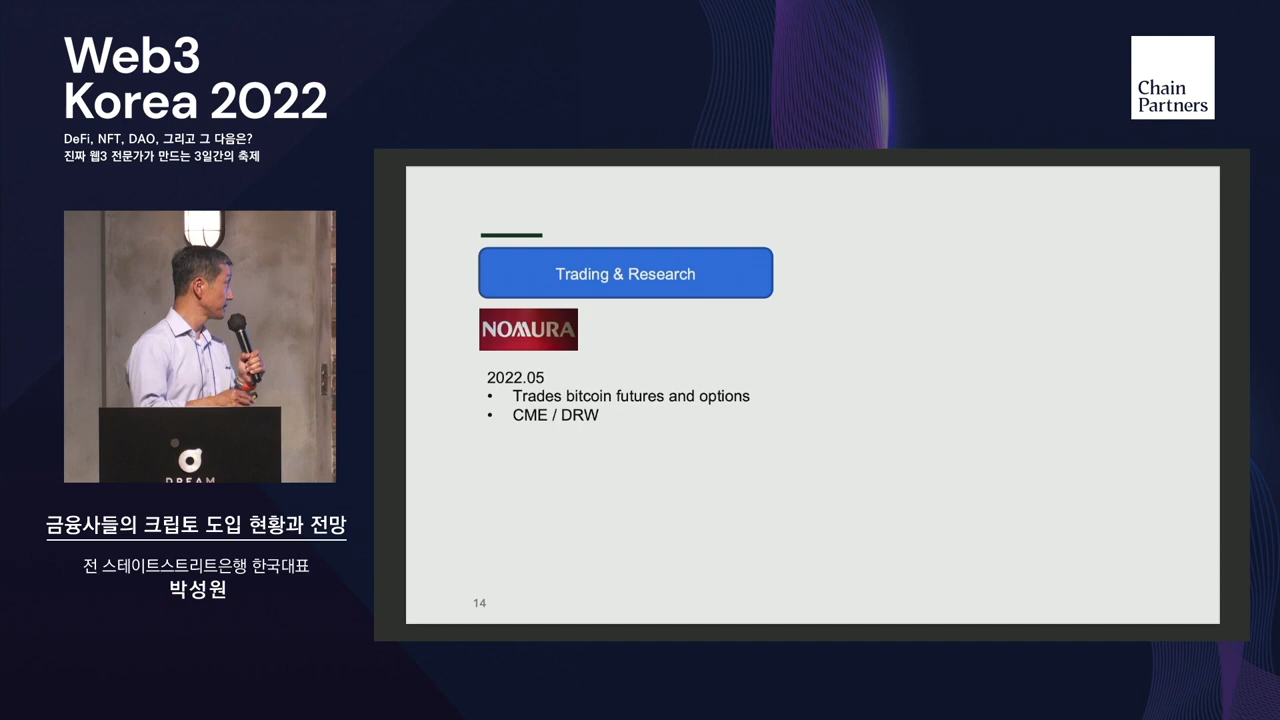 Web3
Korea 2022
DeFi, NFT, DAO, 그리고 그 다음은?
진짜 웹3 전문가가 만드는 3일간의 축제
Chain
Partners
Trading & Research
NOMURA
2022.05
• Trades bitcoin futures and options
• CME / DRW
14
DREAM
금융사들의 크립토 도입 현황과 전망
전 스테이트스트리트은행 한국대표
박성원